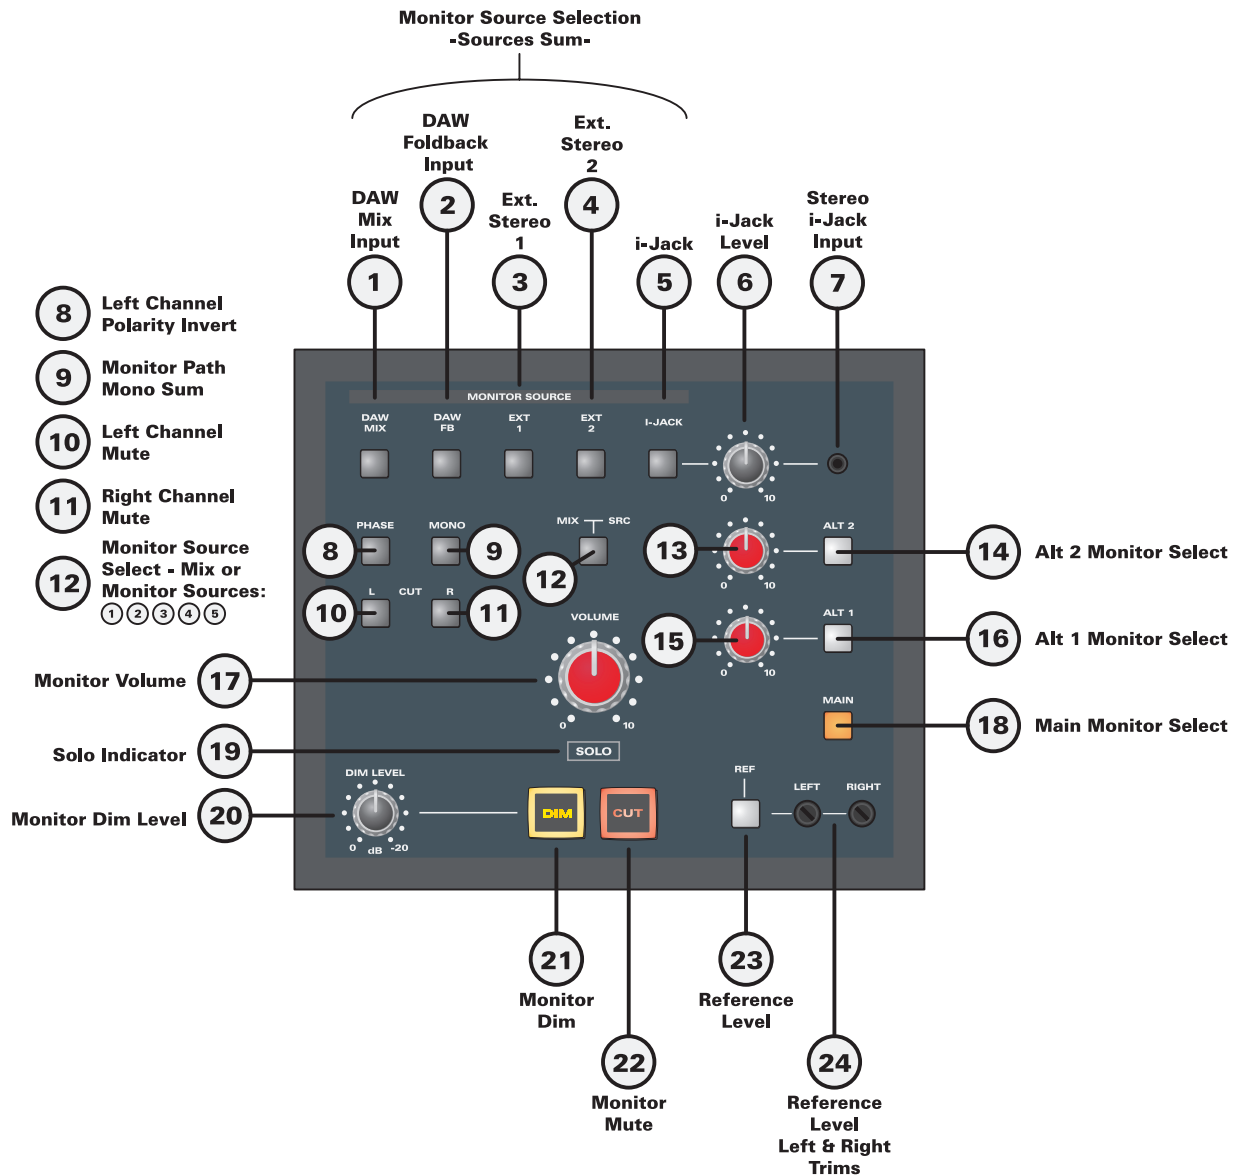 Monitor Source Selection
-Sources Sum-
DAW
Mix
Input
1
DAW
Foldback
Input
2
Ext.
Stereo
1
3
Ext.
Stereo
2
4
i-Jack
5
i-Jack
Level
6
Stereo
i-Jack
Input
7
8
Left Channel
Polarity Invert
9
Monitor Path
Mono Sum
10
Left Channel
Mute
11
Right Channel
Mute
12
Monitor Source
Select - Mix or
Monitor Sources:
1 2 3 4 5
MONITOR SOURCE
DAW
MIX
DAW
FB
EXT
1
EXT
2
I-JACK
0 10
PHASE
8
MONO
9
MIX SRC
12
13
0 10
ALT 2
14
Alt 2 Monitor Select
L CUT R
10
11
VOLUME
0 10
15
0 10
ALT 1
16
Alt 1 Monitor Select
Monitor Volume 17
MAIN
18
Main Monitor Select
Solo Indicator 19
SOLO
Monitor Dim Level 20
DIM LEVEL
0 dB -20
DIM
CUT
REF
LEFT RIGHT
21
Monitor
Dim
22
Monitor
Mute
23
Reference
Level
24
Reference
Level
Left & Right
Trims